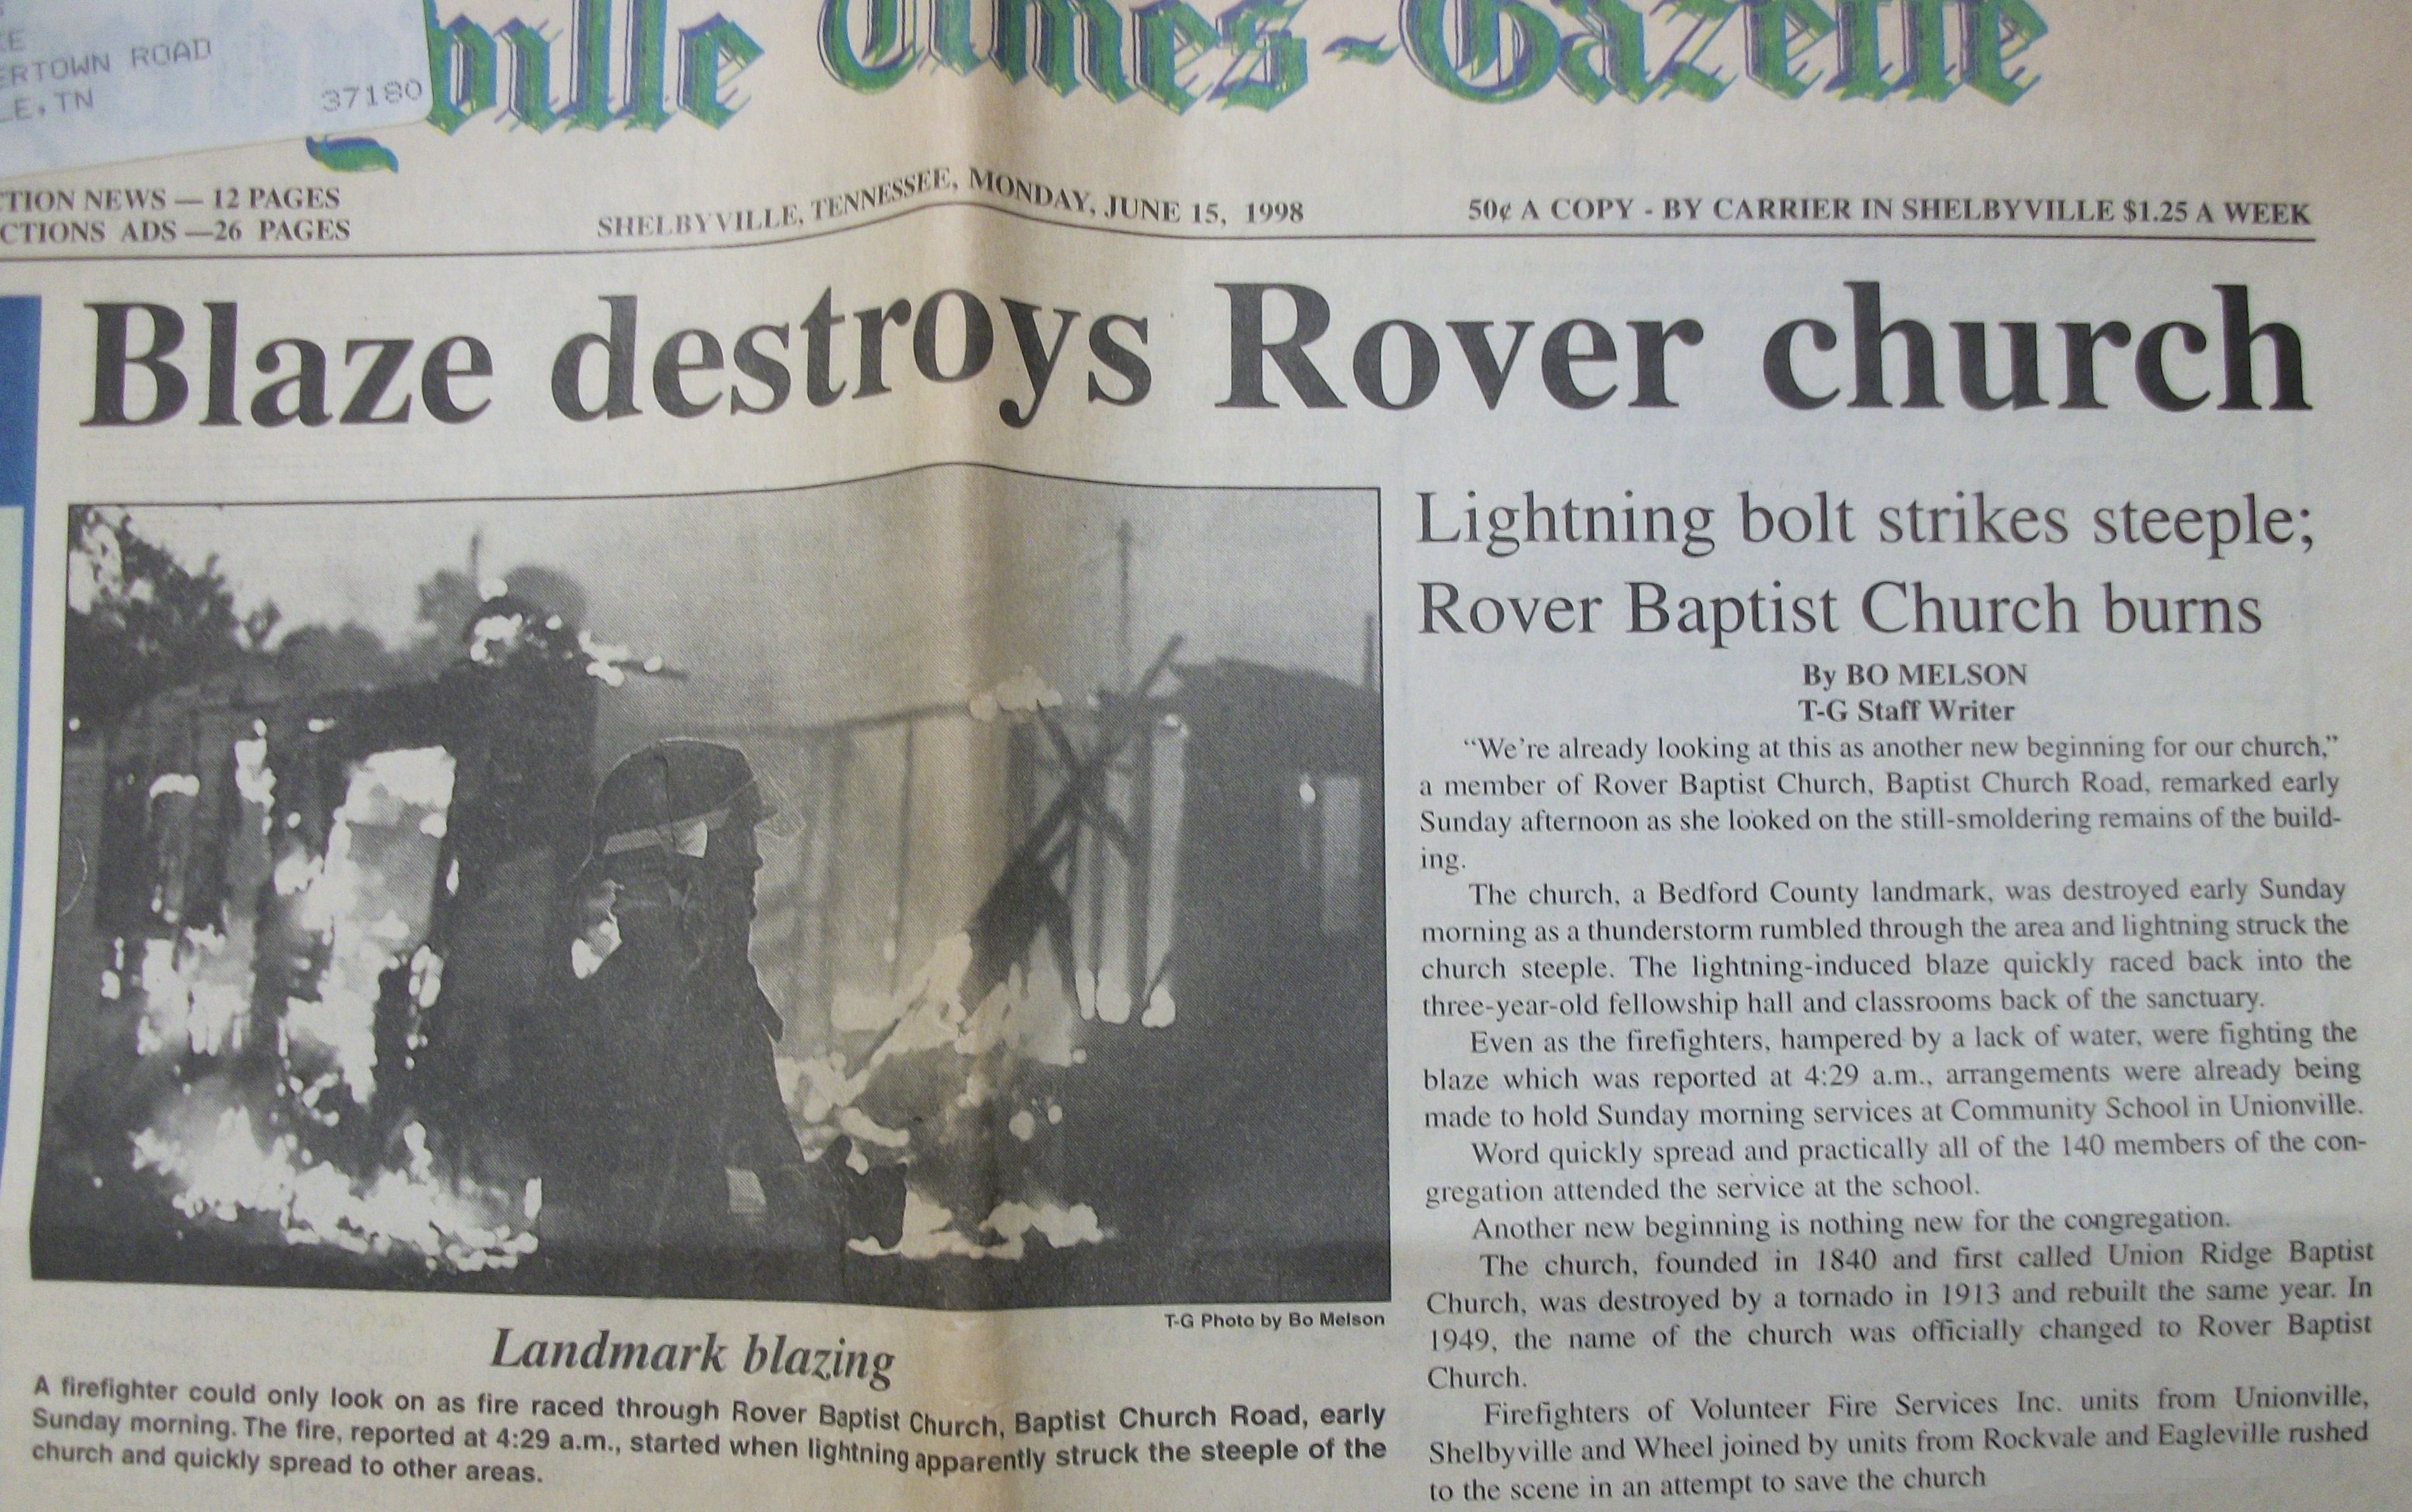 ERTOWN ROAD
LE, TN 37180
ville Times-Gazette
CTION NEWS — 12 PAGES
CTIONS ADS —26 PAGES
SHELBYVILLE, TENNESSEE, MONDAY, JUNE 15, 1998
50¢ A COPY - BY CARRIER IN SHELBYVILLE $1.25 A WEEK
Blaze destroys Rover church
T-G Photo by Bo Melson
Landmark blazing
A firefighter could only look on as fire raced through Rover Baptist Church, Baptist Church Road, early
Sunday morning. The fire, reported at 4:29 a.m., started when lightning apparently struck the steeple of the
church and quickly spread to other areas.
Lightning bolt strikes steeple;
Rover Baptist Church burns
By BO MELSON
T-G Staff Writer
“We’re already looking at this as another new beginning for our church,”
a member of Rover Baptist Church, Baptist Church Road, remarked early
Sunday afternoon as she looked on the still-smoldering remains of the build-
ing.
The church, a Bedford County landmark, was destroyed early Sunday
morning as a thunderstorm rumbled through the area and lightning struck the
church steeple. The lightning-induced blaze quickly raced back into the
three-year-old fellowship hall and classrooms back of the sanctuary.
Even as the firefighters, hampered by a lack of water, were fighting the
blaze which was reported at 4:29 a.m., arrangements were already being
made to hold Sunday morning services at Community School in Unionville.
Word quickly spread and practically all of the 140 members of the con-
gregation attended the service at the school.
Another new beginning is nothing new for the congregation.
The church, founded in 1840 and first called Union Ridge Baptist
Church, was destroyed by a tornado in 1913 and rebuilt the same year. In
1949, the name of the church was officially changed to Rover Baptist
Church.
Firefighters of Volunteer Fire Services Inc. units from Unionville,
Shelbyville and Wheel joined by units from Rockvale and Eagleville rushed
to the scene in an attempt to save the church